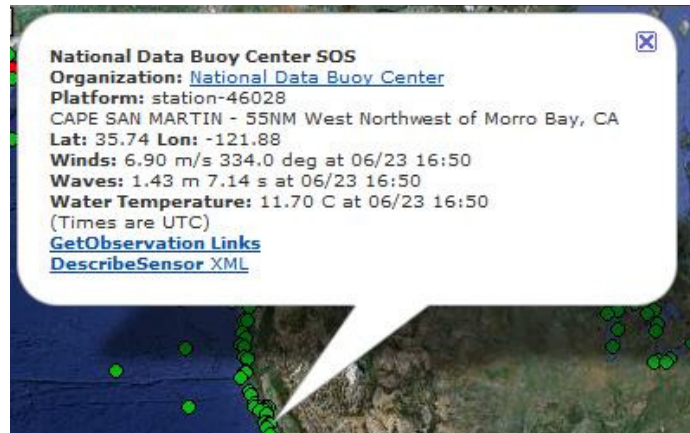 National Data Buoy Center SOS
Organization: National Data Buoy Center
Platform: station-46028
CAPE SAN MARTIN - 55NM West Northwest of Morro Bay, CA
Lat: 35.74 Lon: -121.88
Winds: 6.90 m/s 334.0 deg at 06/23 16:50
Waves: 1.43 m 7.14 s at 06/23 16:50
Water Temperature: 11.70 C at 06/23 16:50
(Times are UTC)
GetObservation Links
DescribeSensor XML